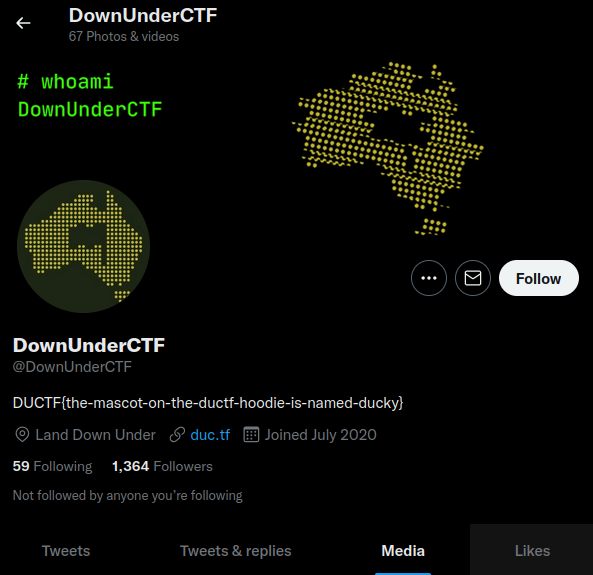 DownUnderCTF
67 Photos & videos
# whoami
DownUnderCTF
Follow
DownUnderCTF
@DownUnderCTF
DUCTF{the-mascot-on-the-ductf-hoodie-is-named-ducky}
Land Down Under duc.tf Joined July 2020
59 Following 1,364 Followers
Not followed by anyone you're following
Tweets Tweets & replies Media Likes